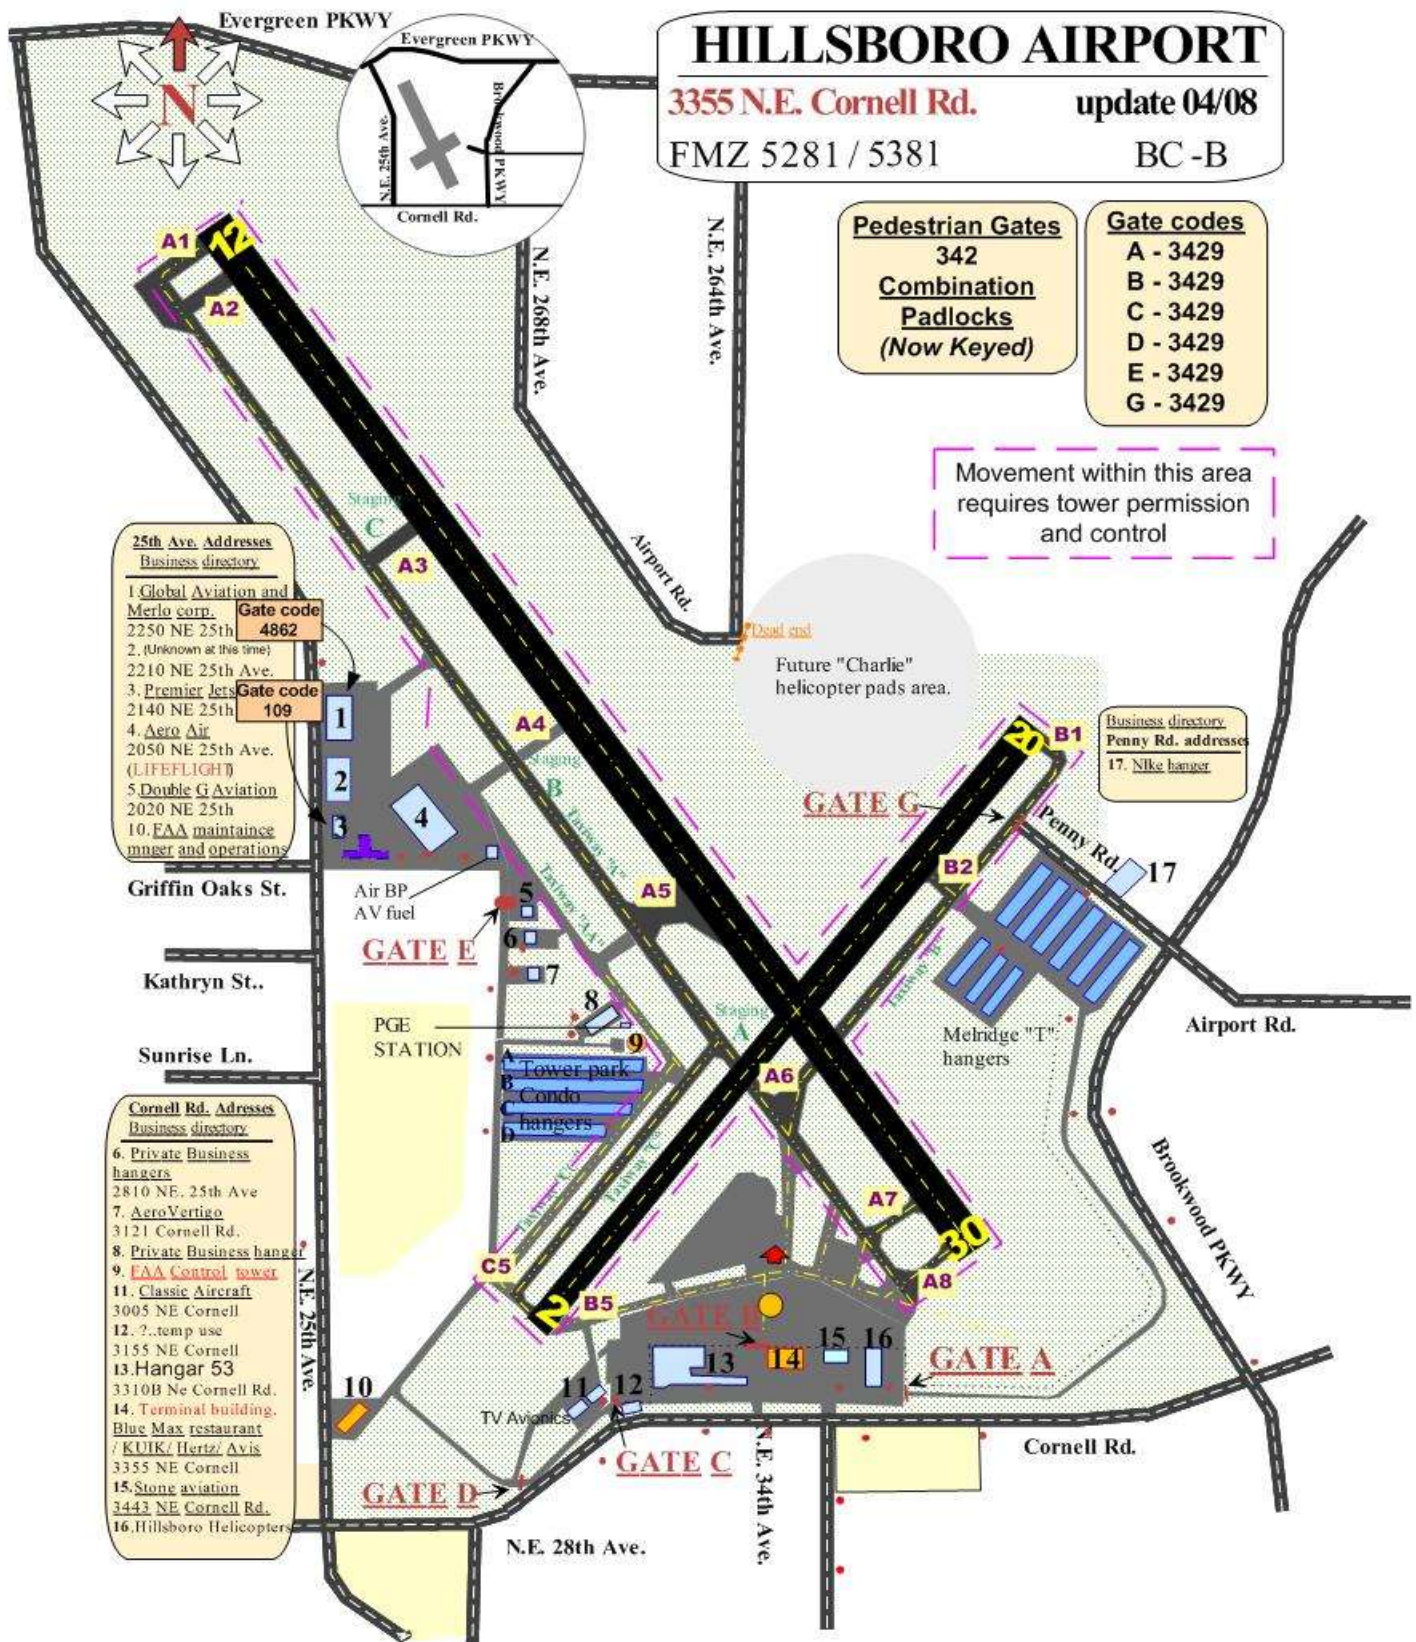 Evergreen PKWY
N
Evergreen PKWY
N.E. 25th Ave.
Brookwood PKWY
Cornell Rd.
HILLSBORO AIRPORT
3355 N.E. Cornell Rd.
update 04/08
FMZ 5281 / 5381
BC -B
Pedestrian Gates
342
Combination
Padlocks
(Now Keyed)
Gate codes
A - 3429
B - 3429
C - 3429
D - 3429
E - 3429
G - 3429
Movement within this area
requires tower permission
and control
N.E. 268th Ave.
N.E. 264th Ave.
Airport Rd.
Dead end
Future "Charlie"
helicopter pads area.
A1
12
A2
Staging
C
A3
A4
Staging
B
Taxiway "A"
Taxiway "AA"
A5
Staging
A
A6
A7
30
A8
20
B1
B2
Taxiway "B"
Taxiway "C"
C5
2
B5
25th Ave. Addresses
Business directory
1 Global Aviation and
Merlo corp.
2250 NE 25th
2. (Unknown at this time)
2210 NE 25th Ave.
3. Premier Jets
2140 NE 25th
4. Aero Air
2050 NE 25th Ave.
(LIFEFLIGHT)
5.Double G Aviation
2020 NE 25th
10. FAA maintaince
mnger and operations
Gate code
4862
Gate code
109
1
2
3
4
Air BP
AV fuel
5
6
7
8
9
GATE E
PGE
STATION
A
B
C
D
Tower park
Condo
hangers
Griffin Oaks St.
Kathryn St..
Sunrise Ln.
Business directory
Penny Rd. addresses
17. NIke hanger
GATE G
Penny Rd.
17
Melridge "T"
hangers
Airport Rd.
Brookwood PKWY
Cornell Rd. Adresses
Business directory
6. Private Business
hangers
2810 NE. 25th Ave
7. AeroVertigo
3121 Cornell Rd.
8. Private Business hanger
9. FAA Control tower
11. Classic Aircraft
3005 NE Cornell
12. ?..temp use
3155 NE Cornell
13.Hangar 53
3310B Ne Cornell Rd.
14. Terminal building.
Blue Max restaurant
/ KUIK/ Hertz/ Avis
3355 NE Cornell
15.Stone aviation
3443 NE Cornell Rd.
16.Hillsboro Helicopters
N.E. 25th Ave.
10
TV Avionics
11
12
13
14
15
16
GATE B
GATE A
GATE C
GATE D
N.E. 28th Ave.
N.E. 34th Ave.
Cornell Rd.